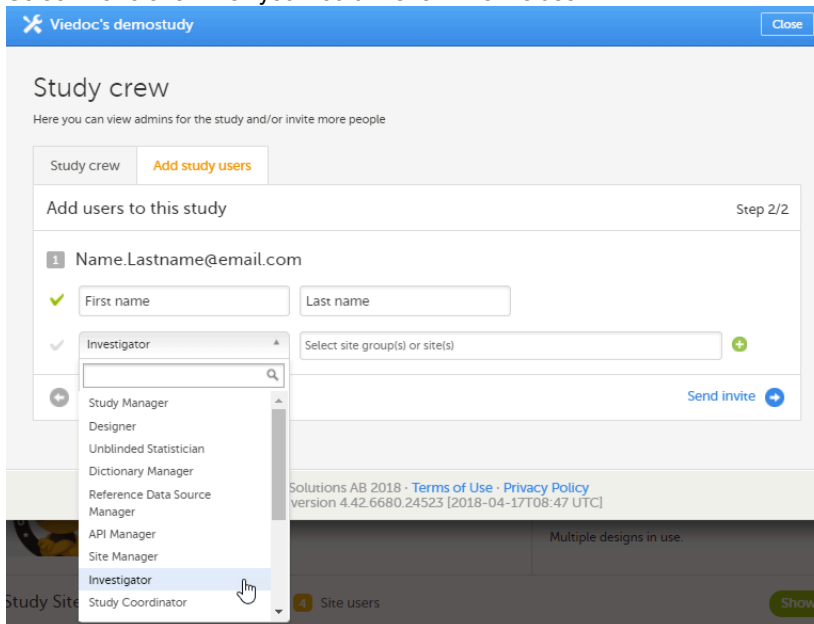 Viedoc's demostudy
Close
Study crew
Here you can view admins for the study and/or invite more people
Study crew
Add study users
Add users to this study
Step 2/2
1 Name.Lastname@email.com
First name
Last name
Investigator
Select site group(s) or site(s)
Study Manager
Designer
Unblinded Statistician
Dictionary Manager
Reference Data Source
Manager
API Manager
Site Manager
Investigator
Study Coordinator
Send invite
Solutions AB 2018 · Terms of Use · Privacy Policy
version 4.42.6680.24523 [2018-04-17T08:47 UTC]
Multiple designs in use.
Study Site
4 Site users
Show